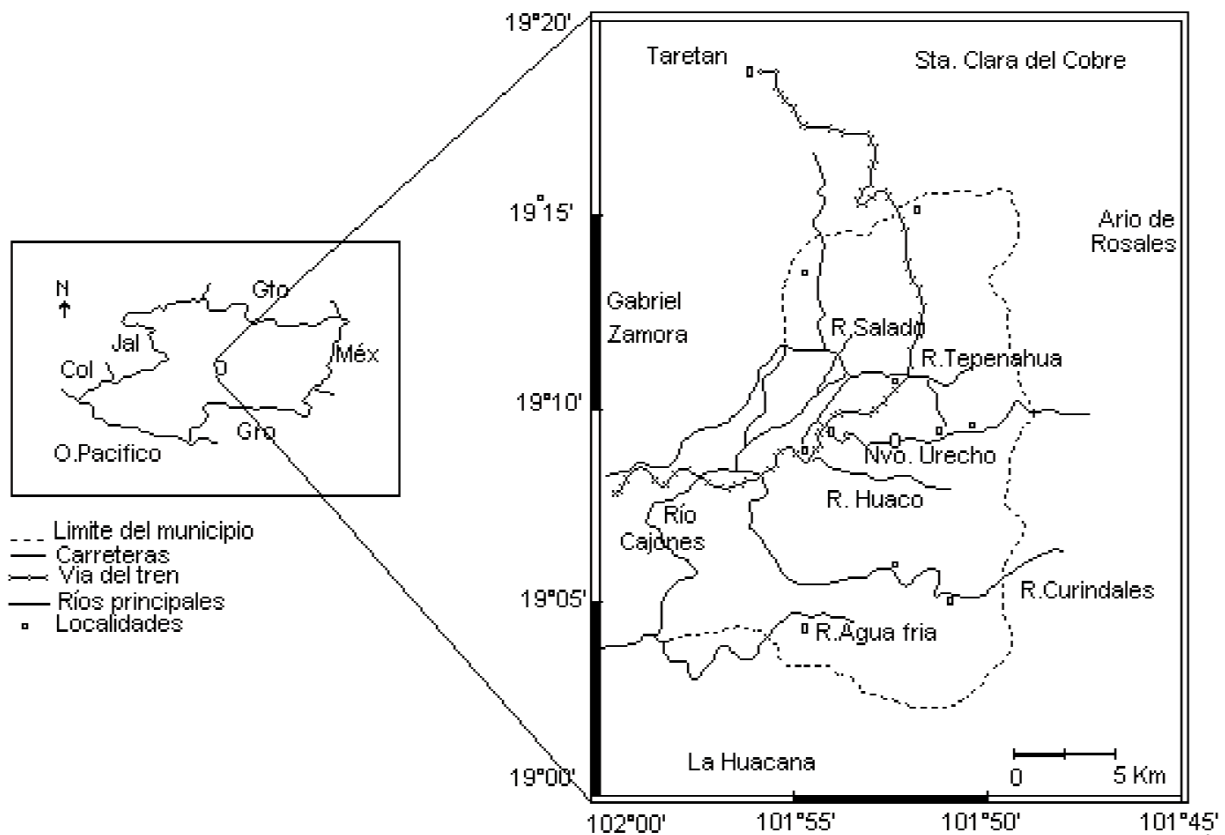 19°20'
Taretan
Sta. Clara del Cobre
19°15'
Ario de
Rosales
N
Gto
Gabriel
Zamora
R.Salado
Jal
Méx
R.Tepenahua
Col
19°10'
Gro
O.Pacifico
Nvo. Urecho
R. Huaco
Río
Cajones
Limite del municipio
Carreteras
Via del tren
Ríos principales
Localidades
19°05'
R.Curindales
R.Agua fria
La Huacana
19°00'
0 5 Km
102°00' 101°55' 101°50' 101°45'